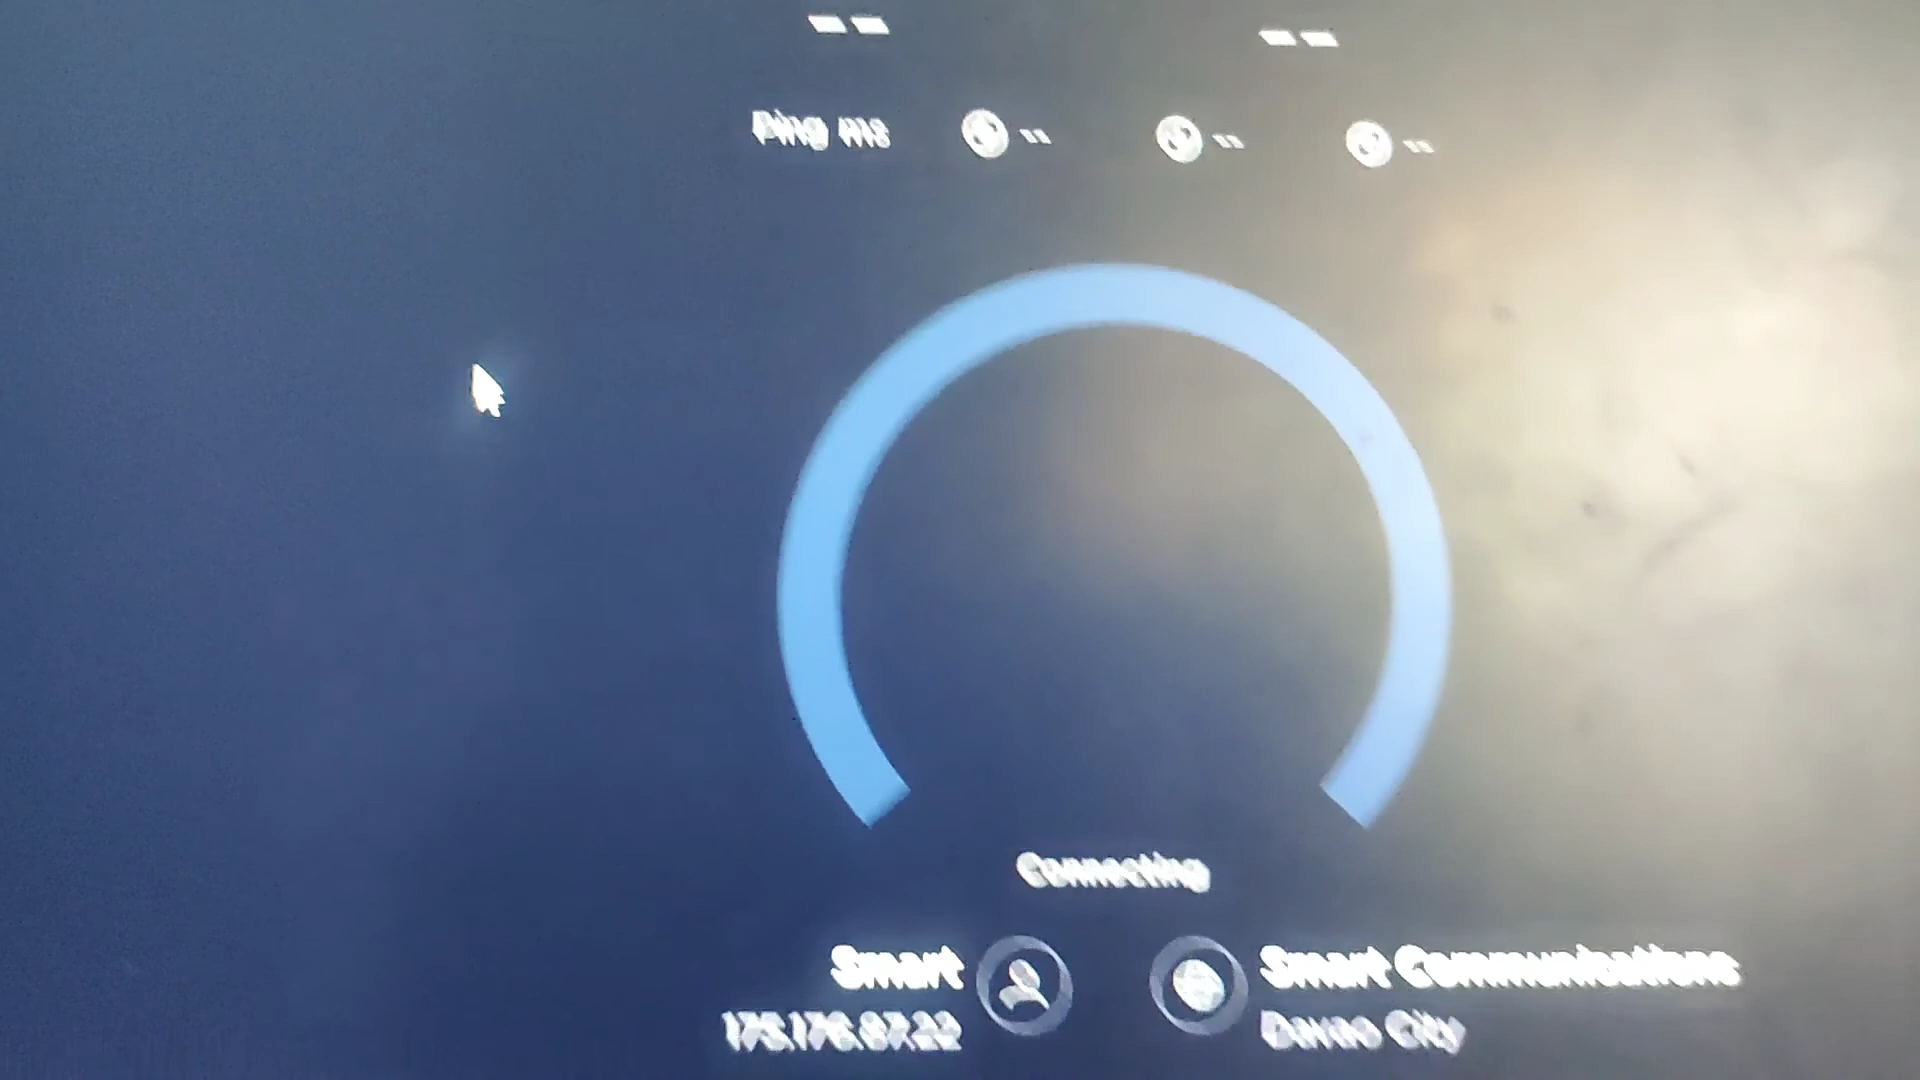 -- --
Ping ms -- -- --
Connecting
Smart
Smart Communications
Davao City